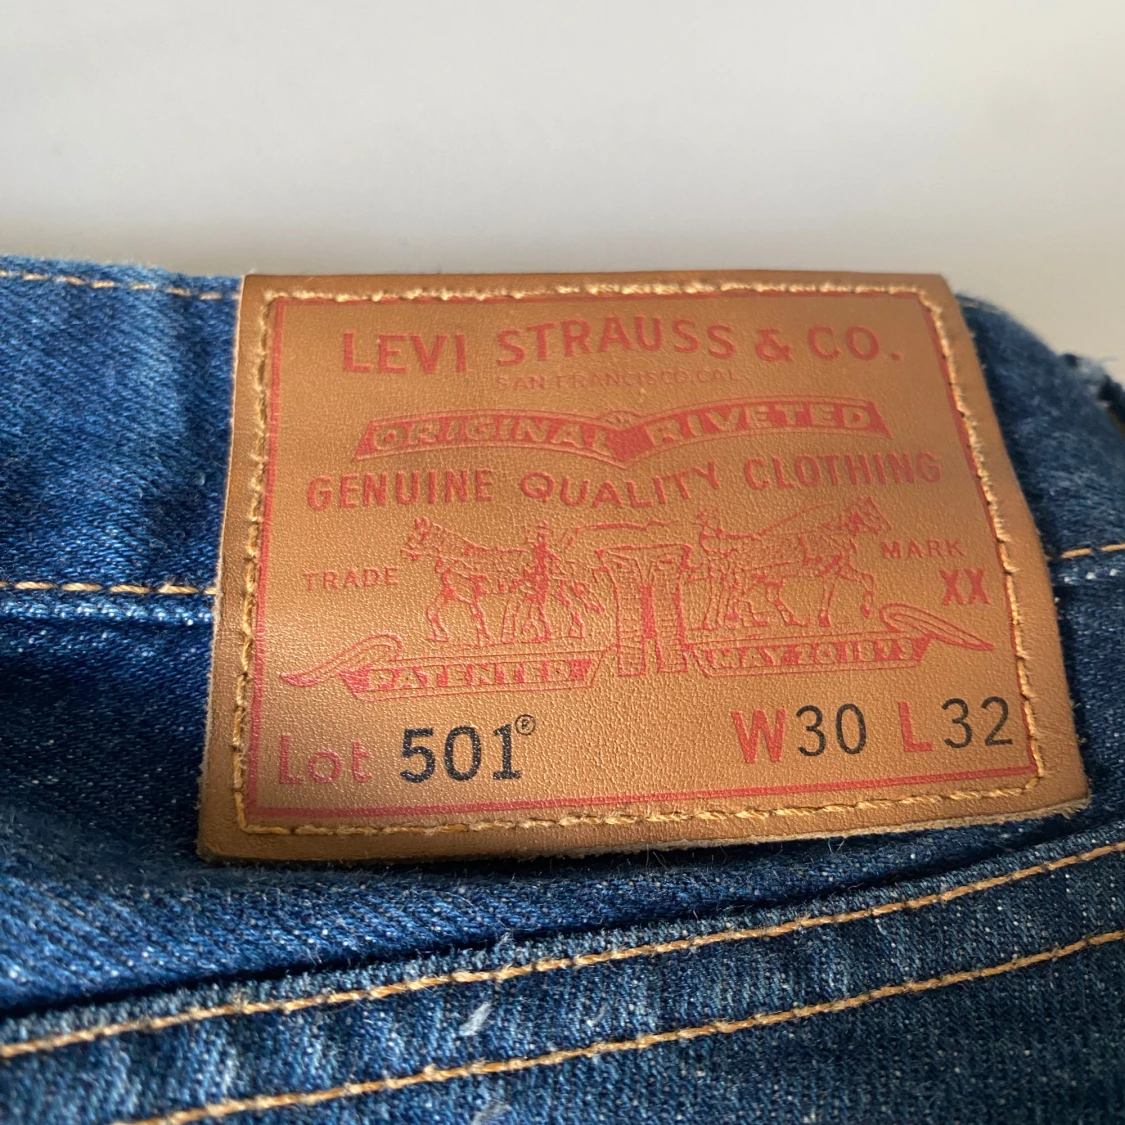 LEVI STRAUSS & CO.
SAN FRANCISCO, CAL.
ORIGINAL RIVETED
GENUINE QUALITY CLOTHING
TRADE MARK
XX
PATENTED MAY 20 1873
Lot 501® W30 L32